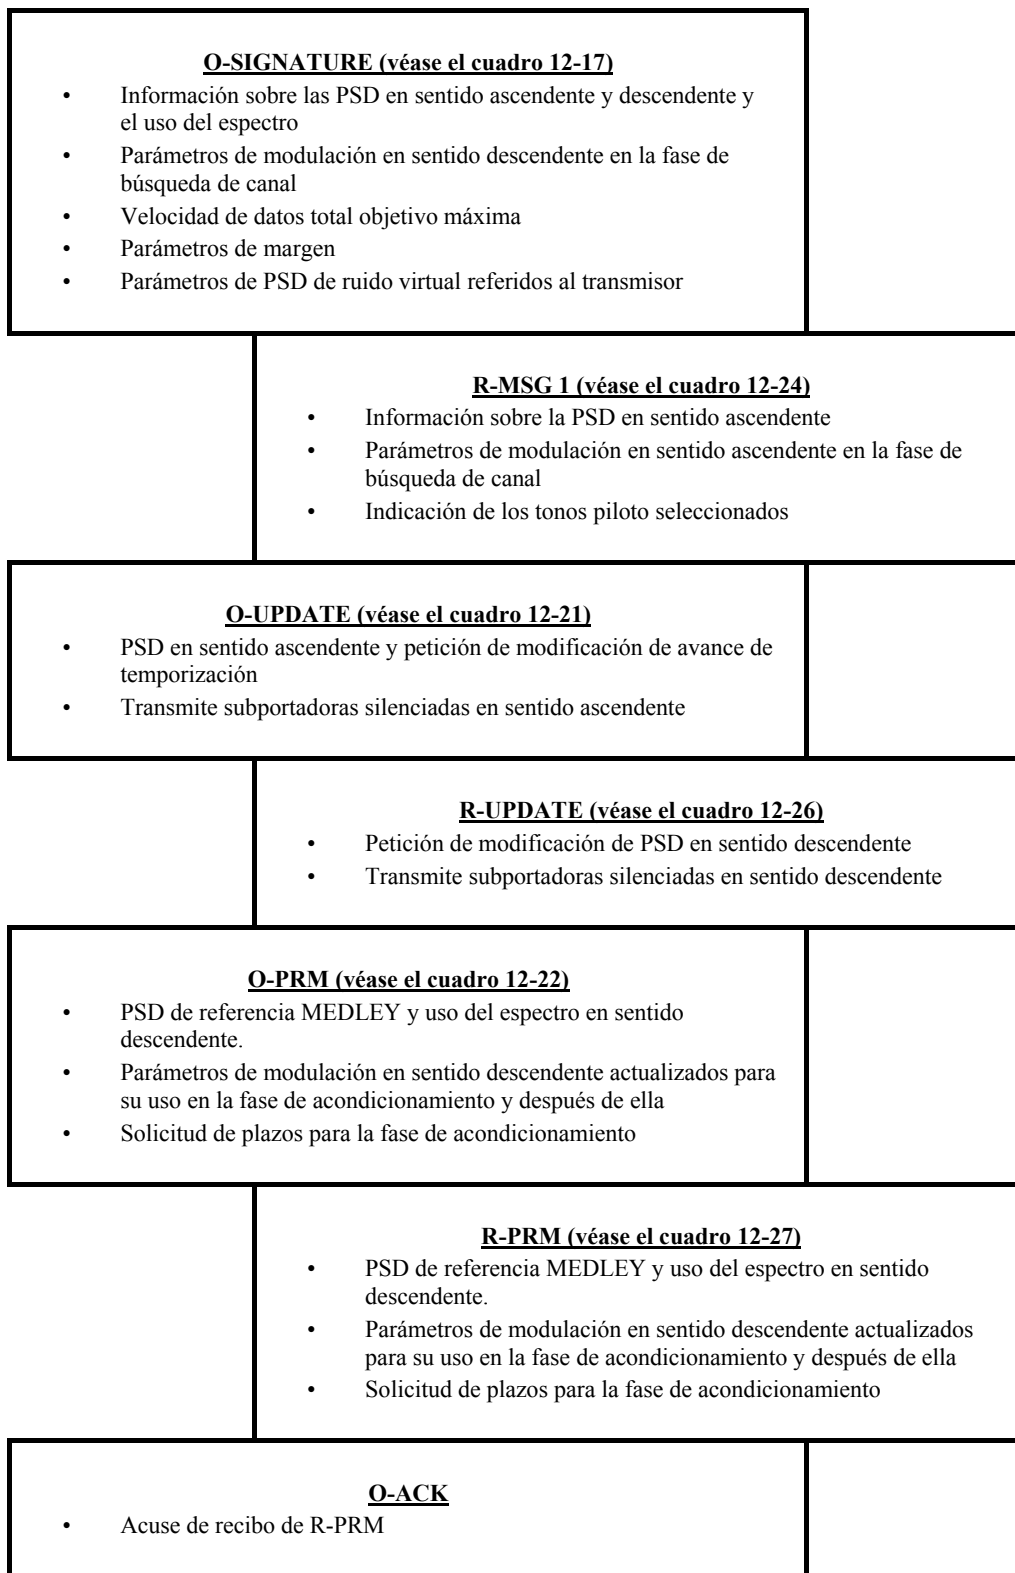 O-SIGNATURE (véase el cuadro 12-17)
• Información sobre las PSD en sentido ascendente y descendente y
el uso del espectro
• Parámetros de modulación en sentido descendente en la fase de
búsqueda de canal
• Velocidad de datos total objetivo máxima
• Parámetros de margen
• Parámetros de PSD de ruido virtual referidos al transmisor
R-MSG 1 (véase el cuadro 12-24)
• Información sobre la PSD en sentido ascendente
• Parámetros de modulación en sentido ascendente en la fase de
búsqueda de canal
• Indicación de los tonos piloto seleccionados
O-UPDATE (véase el cuadro 12-21)
• PSD en sentido ascendente y petición de modificación de avance de
temporización
• Transmite subportadoras silenciadas en sentido ascendente
R-UPDATE (véase el cuadro 12-26)
• Petición de modificación de PSD en sentido descendente
• Transmite subportadoras silenciadas en sentido descendente
O-PRM (véase el cuadro 12-22)
• PSD de referencia MEDLEY y uso del espectro en sentido
descendente.
• Parámetros de modulación en sentido descendente actualizados para
su uso en la fase de acondicionamiento y después de ella
• Solicitud de plazos para la fase de acondicionamiento
R-PRM (véase el cuadro 12-27)
• PSD de referencia MEDLEY y uso del espectro en sentido
descendente.
• Parámetros de modulación en sentido descendente actualizados
para su uso en la fase de acondicionamiento y después de ella
• Solicitud de plazos para la fase de acondicionamiento
O-ACK
• Acuse de recibo de R-PRM